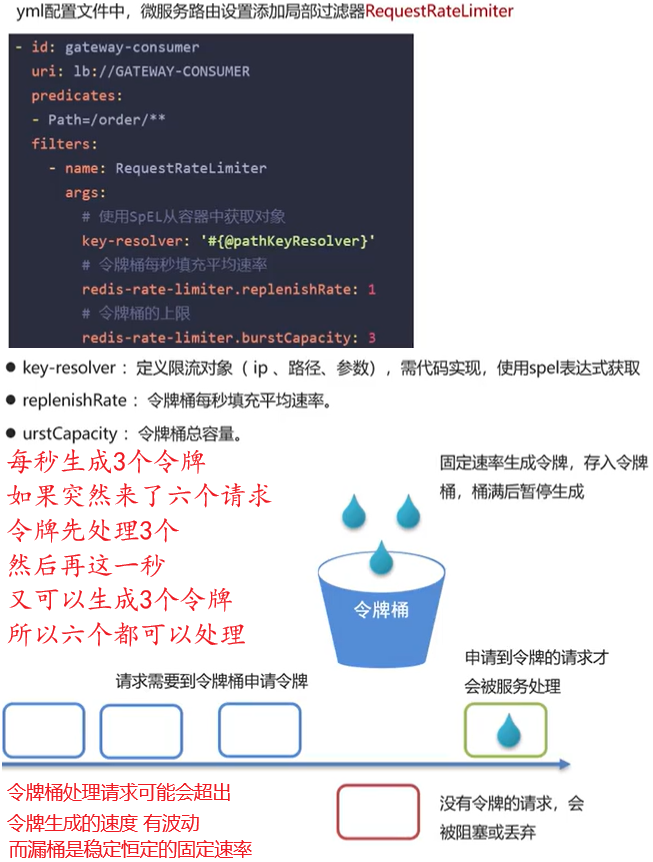 yml配置文件中，微服务路由设置添加局部过滤器RequestRateLimiter
- id: gateway-consumer
uri: lb://GATEWAY-CONSUMER
predicates:
- Path=/order/**
filters:
- name: RequestRateLimiter
args:
# 使用SpEL从容器中获取对象
key-resolver: '#{@pathKeyResolver}'
# 令牌桶每秒填充平均速率
redis-rate-limiter.replenishRate: 1
# 令牌桶的上限
redis-rate-limiter.burstCapacity: 3
● key-resolver： 定义限流对象（ ip 、路径、参数），需代码实现，使用spel表达式获取
● replenishRate ：令牌桶每秒填充平均速率。
● urstCapacity ：令牌桶总容量。
每秒生成3个令牌
如果突然来了六个请求
令牌先处理3个
然后再这一秒
又可以生成3个令牌
所以六个都可以处理
固定速率生成令牌，存入令牌
桶，桶满后暂停生成
令牌桶
请求需要到令牌桶申请令牌
申请到令牌的请求才
会被服务处理
令牌桶处理请求可能会超出
令牌生成的速度 有波动
而漏桶是稳定恒定的固定速率
没有令牌的请求，会
被阻塞或丢弃